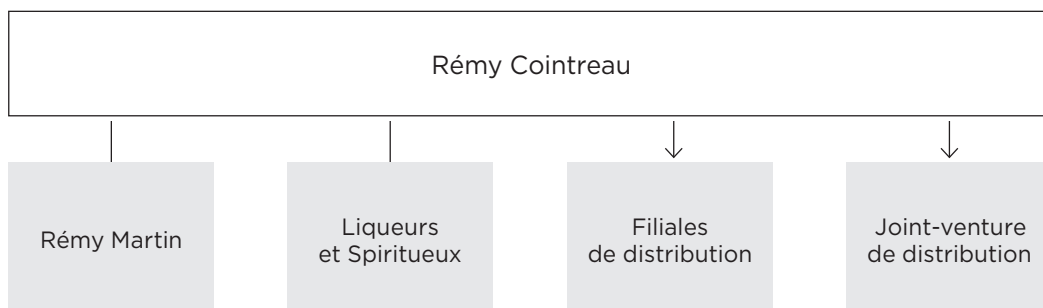 Rémy Cointreau
Rémy Martin
Liqueurs
et Spiritueux
Filiales
de distribution
Joint-venture
de distribution